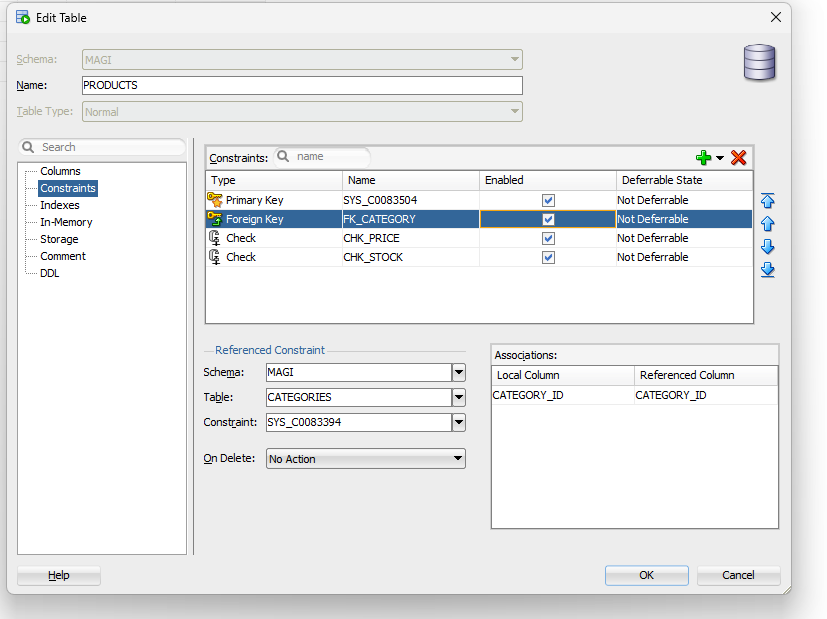 Edit Table
Schema: MAGI
Name: PRODUCTS
Table Type: Normal
Search
Columns
Constraints
Indexes
In-Memory
Storage
Comment
DDL
Constraints: name
Type Name Enabled Deferrable State
Primary Key SYS_C0083504 Not Deferrable
Foreign Key FK_CATEGORY Not Deferrable
Check CHK_PRICE Not Deferrable
Check CHK_STOCK Not Deferrable
Referenced Constraint
Schema: MAGI
Table: CATEGORIES
Constraint: SYS_C0083394
On Delete: No Action
Associations:
Local Column Referenced Column
CATEGORY_ID CATEGORY_ID
Help OK Cancel